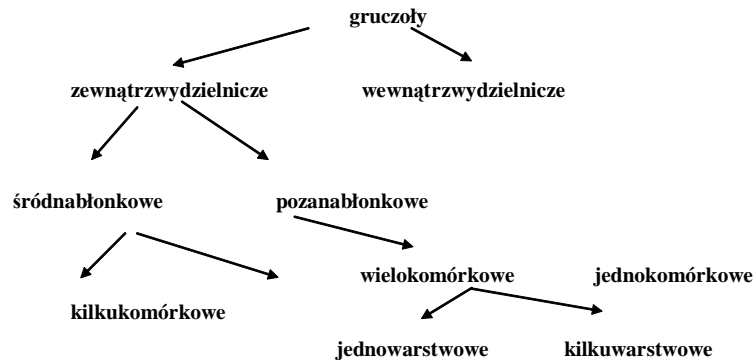 gruczoły
zewnątrzwydzielnicze wewnątrzwydzielnicze
śródnabłonkowe pozanabłonkowe
wielokomórkowe jednokomórkowe
kilkukomórkowe
jednowarstwowe kilkuwarstwowe